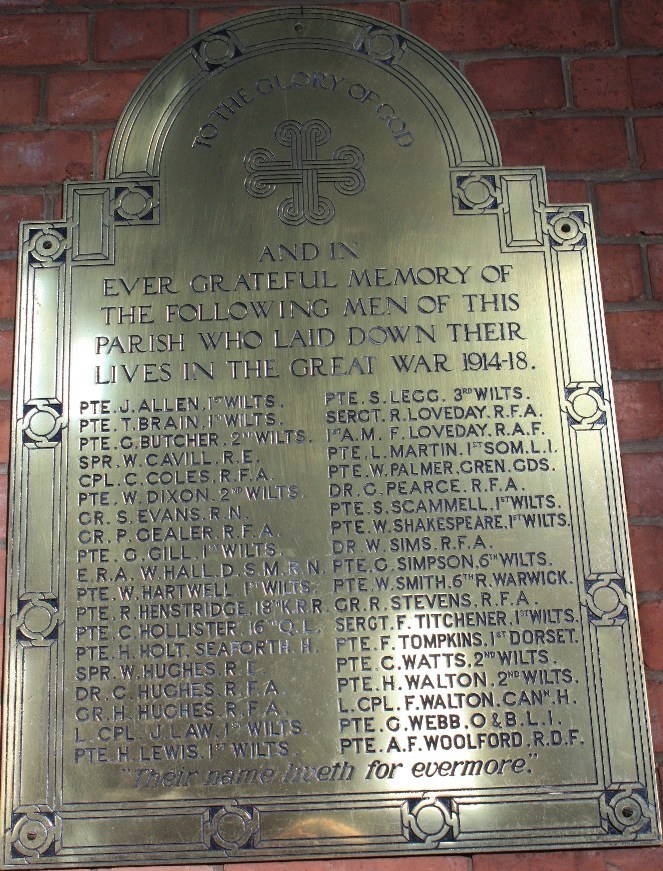 TO THE GLORY OF GOD
AND IN
EVER GRATEFUL MEMORY OF
THE FOLLOWING MEN OF THIS
PARISH WHO LAID DOWN THEIR
LIVES IN THE GREAT WAR 1914-18.
PTE. J. ALLEN. 1ST WILTS.
PTE. T. BRAIN. 1ST WILTS.
PTE. G. BUTCHER. 2ND WILTS.
SPR. W. CAVILL. R.E.
CPL. C. COLES. R.F.A.
PTE. W. DIXON. 2ND WILTS.
GR. S. EVANS. R.N.
GR. P. GEALER. R.F.A.
PTE. G. GILL. 1ST WILTS.
E.R.A. W. HALL. D.S.M. R.N.
PTE. W. HARTWELL. 1ST WILTS.
PTE. R. HENSTRIDGE. 18TH K.R.R.
PTE. C. HOLLISTER. 16TH Q.L.
PTE. H. HOLT. SEAFORTH. H.
SPR. W. HUGHES. R.E.
DR. C. HUGHES. R.F.A.
GR. H. HUGHES. R.F.A.
L. CPL. J. LAW. 1ST WILTS.
PTE. H. LEWIS. 1ST WILTS.
PTE. S. LEGG. 3RD WILTS.
SERGT. R. LOVEDAY. R.F.A.
1ST A.M. F. LOVEDAY. R.A.F.
PTE. L. MARTIN. 1ST SOM. L.I.
PTE. W. PALMER. GREN. GDS.
DR. G. PEARCE. R.F.A.
PTE. S. SCAMMELL. 1ST WILTS.
PTE. W. SHAKESPEARE. 1ST WILTS.
DR. W. SIMS. R.F.A.
PTE. G. SIMPSON. 6TH WILTS.
PTE. W. SMITH. 6TH R. WARWICK.
GR. R. STEVENS. R.F.A.
SERGT. F. TITCHENER. 1ST WILTS.
PTE. F. TOMPKINS. 1ST DORSET.
PTE. C. WATTS. 2ND WILTS.
PTE. H. WALTON. 2ND WILTS.
L. CPL. F. WALTON. CANN. H.
PTE. G. WEBB. O & B. L.I.
PTE. A.F. WOOLFORD. R.D.F.
"Their name liveth for evermore."